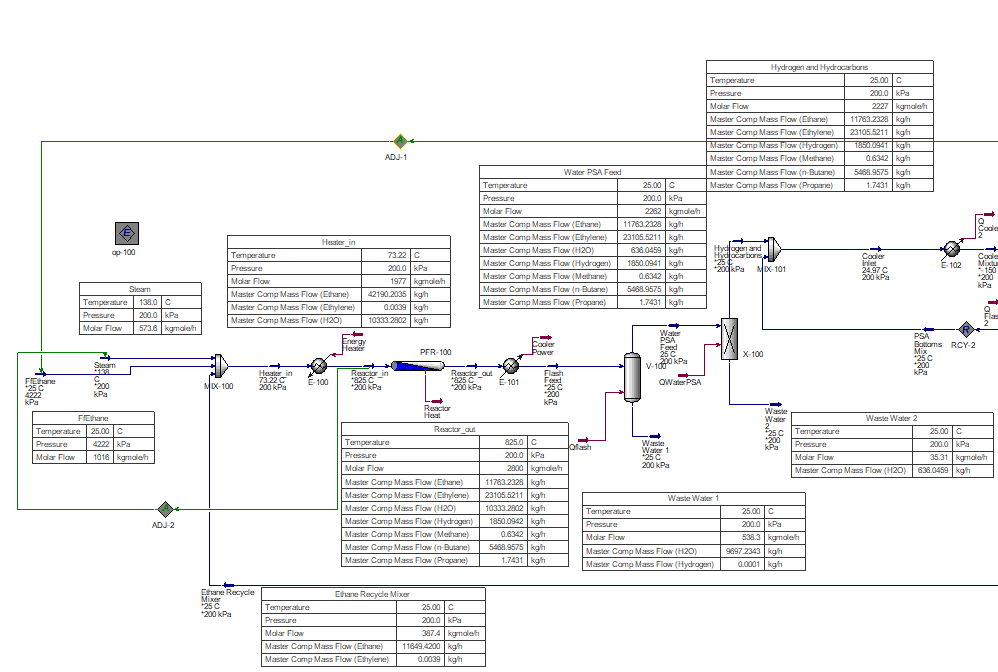 Hydrogen and Hydrocarbons
Temperature 25.00 C
Pressure 200.0 kPa
Molar Flow 2227 kgmole/h
Master Comp Mass Flow (Ethane) 11763.2328 kg/h
Master Comp Mass Flow (Ethylene) 23105.5211 kg/h
Master Comp Mass Flow (Hydrogen) 1850.0941 kg/h
Master Comp Mass Flow (Methane) 0.6342 kg/h
Master Comp Mass Flow (n-Butane) 5468.9575 kg/h
Master Comp Mass Flow (Propane) 1.7431 kg/h
A
ADJ-1
Water PSA Feed
Temperature 25.00 C
Pressure 200.0 kPa
Molar Flow 2262 kgmole/h
Master Comp Mass Flow (Ethane) 11763.2328 kg/h
Master Comp Mass Flow (Ethylene) 23105.5211 kg/h
Master Comp Mass Flow (H2O) 636.0459 kg/h
Master Comp Mass Flow (Hydrogen) 1850.0941 kg/h
Master Comp Mass Flow (Methane) 0.6342 kg/h
Master Comp Mass Flow (n-Butane) 5468.9575 kg/h
Master Comp Mass Flow (Propane) 1.7431 kg/h
E
op-100
Heater_in
Temperature 73.22 C
Pressure 200.0 kPa
Molar Flow 1977 kgmole/h
Master Comp Mass Flow (Ethane) 42190.2035 kg/h
Master Comp Mass Flow (Ethylene) 0.0039 kg/h
Master Comp Mass Flow (H2O) 10333.2802 kg/h
Steam
Temperature 138.0 C
Pressure 200.0 kPa
Molar Flow 573.6 kgmole/h
Hydrogen and
Hydrocarbons
*25 C
*200 kPa
MIX-101
Cooler
Inlet
24.97 C
200 kPa
Q
Coole
2
E-102
Coole
Mixtu
*-150
*200
kPa
Q
Flas
2
R
RCY-2
PSA
Bottoms
Mix
*25 C
*200
kPa
Steam
*138
C
*200
kPa
FfEthane
*25 C
4222
kPa
MIX-100
Heater_in
73.22 C
200 kPa
Energy
Heater
E-100
Reactor_in
*825 C
*200 kPa
PFR-100
Reactor
Heat
Reactor_out
*825 C
*200 kPa
Cooler
Power
E-101
Flash
Feed
*25 C
*200
kPa
V-100
Water
PSA
Feed
25 C
200 kPa
QWaterPSA
X-100
Qflash
Waste
Water 1
*25 C
200 kPa
Waste
Water
2
*25 C
*200
kPa
FfEthane
Temperature 25.00 C
Pressure 4222 kPa
Molar Flow 1016 kgmole/h
Waste Water 2
Temperature 25.00 C
Pressure 200.0 kPa
Molar Flow 35.31 kgmole/h
Master Comp Mass Flow (H2O) 636.0459 kg/h
Reactor_out
Temperature 825.0 C
Pressure 200.0 kPa
Molar Flow 2800 kgmole/h
Master Comp Mass Flow (Ethane) 11763.2328 kg/h
Master Comp Mass Flow (Ethylene) 23105.5211 kg/h
Master Comp Mass Flow (H2O) 10333.2802 kg/h
Master Comp Mass Flow (Hydrogen) 1850.0942 kg/h
Master Comp Mass Flow (Methane) 0.6342 kg/h
Master Comp Mass Flow (n-Butane) 5468.9575 kg/h
Master Comp Mass Flow (Propane) 1.7431 kg/h
A
ADJ-2
Waste Water 1
Temperature 25.00 C
Pressure 200.0 kPa
Molar Flow 538.3 kgmole/h
Master Comp Mass Flow (H2O) 9697.2343 kg/h
Master Comp Mass Flow (Hydrogen) 0.0001 kg/h
Ethane Recycle
Mixer
*25 C
*200 kPa
Ethane Recycle Mixer
Temperature 25.00 C
Pressure 200.0 kPa
Molar Flow 387.4 kgmole/h
Master Comp Mass Flow (Ethane) 11649.4200 kg/h
Master Comp Mass Flow (Ethylene) 0.0039 kg/h